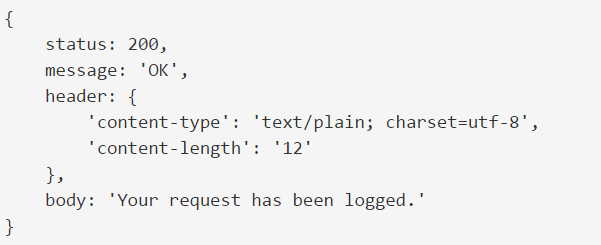 {
    status: 200,
    message: 'OK',
    header: {
        'content-type': 'text/plain; charset=utf-8',
        'content-length': '12'
    },
    body: 'Your request has been logged.'
}